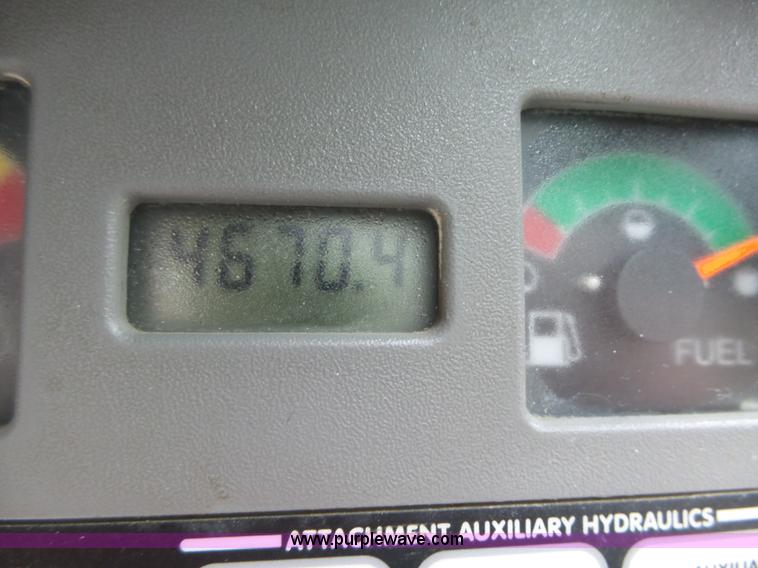 4670.4
FUEL
ATTACHMENT AUXILIARY HYDRAULICS
www.purplewave.com